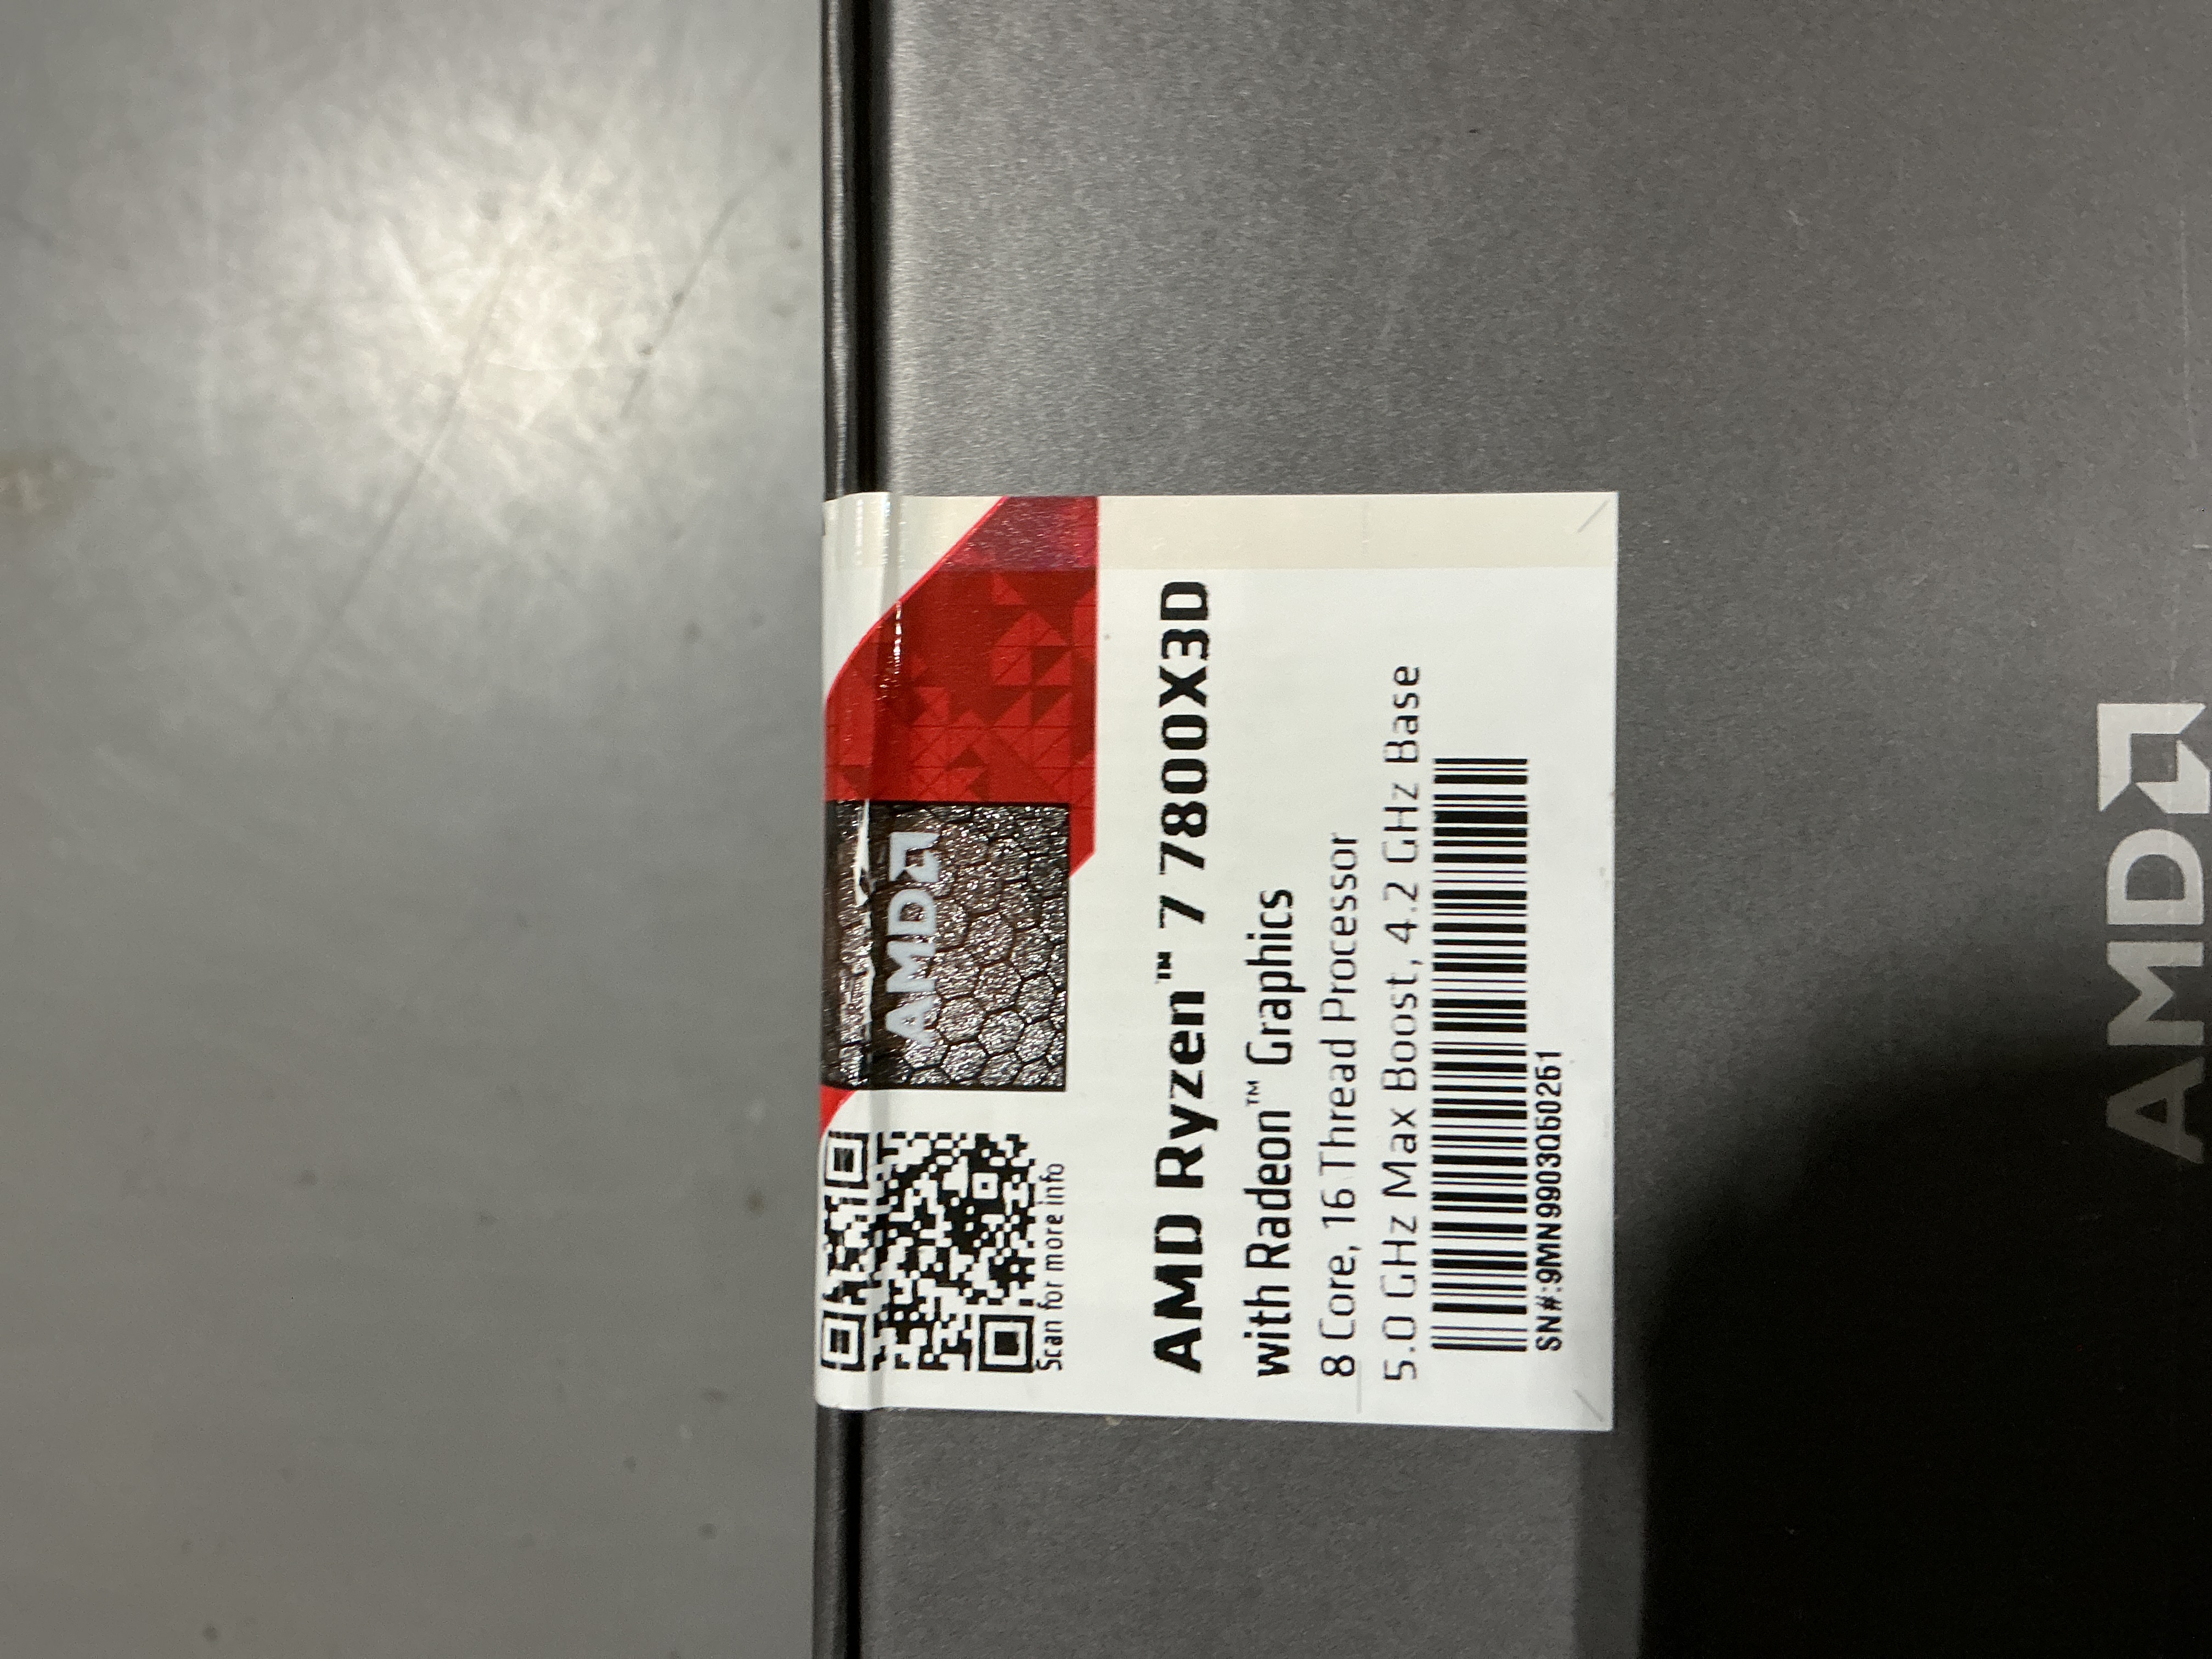 AMD
Scan for more info
AMD Ryzen™ 7 7800X3D
with Radeon™ Graphics
8 Core, 16 Thread Processor
5.0 GHz Max Boost, 4.2 GHz Base
SN#:9MN9903Q60261
AMD